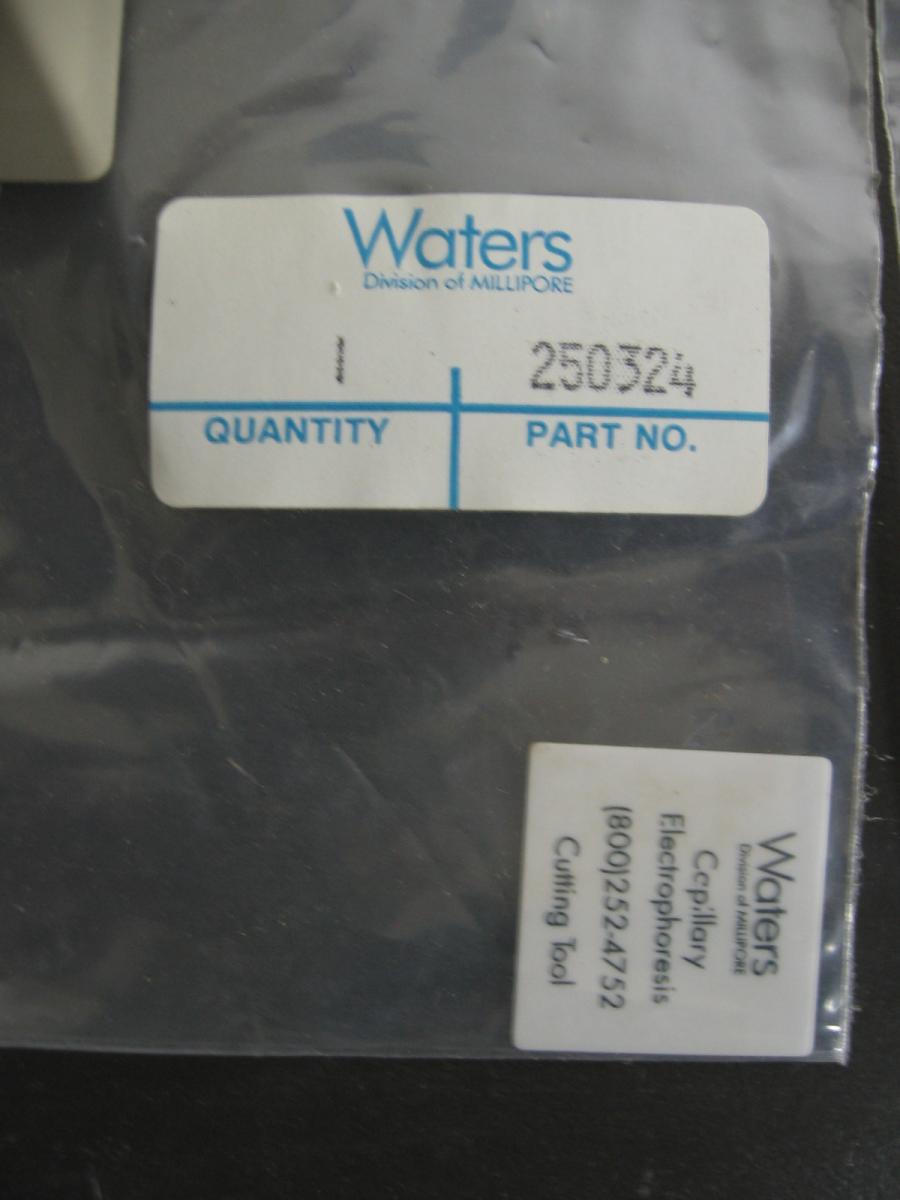 Waters
Division of MILLIPORE
1 250324
QUANTITY PART NO.
Waters
Division of MILLIPORE
Capillary
Electrophoresis
(800)252-4752
Cutting Tool